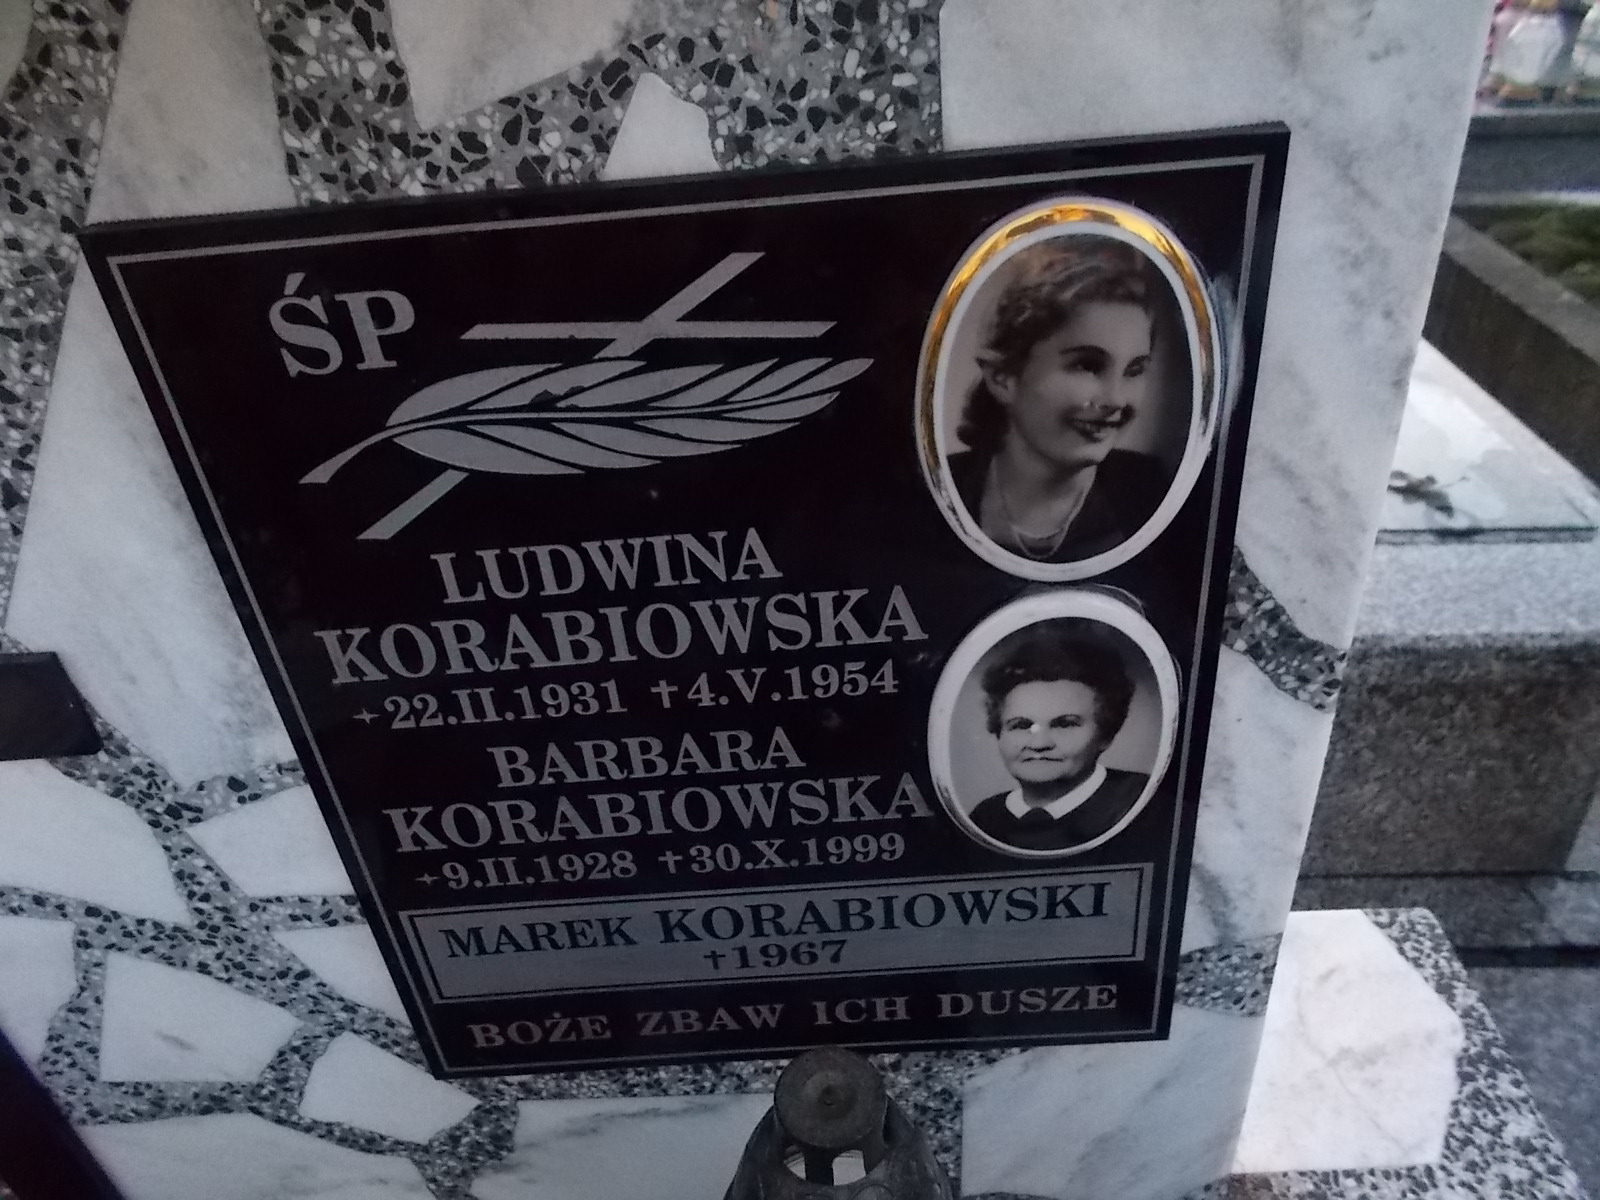 ŚP
LUDWINA
KORABIOWSKA
+22.II.1931 †4.V.1954
BARBARA
KORABIOWSKA
+9.II.1928 †30.X.1999
MAREK KORABIOWSKI
†1967
BOŻE ZBAW ICH DUSZE